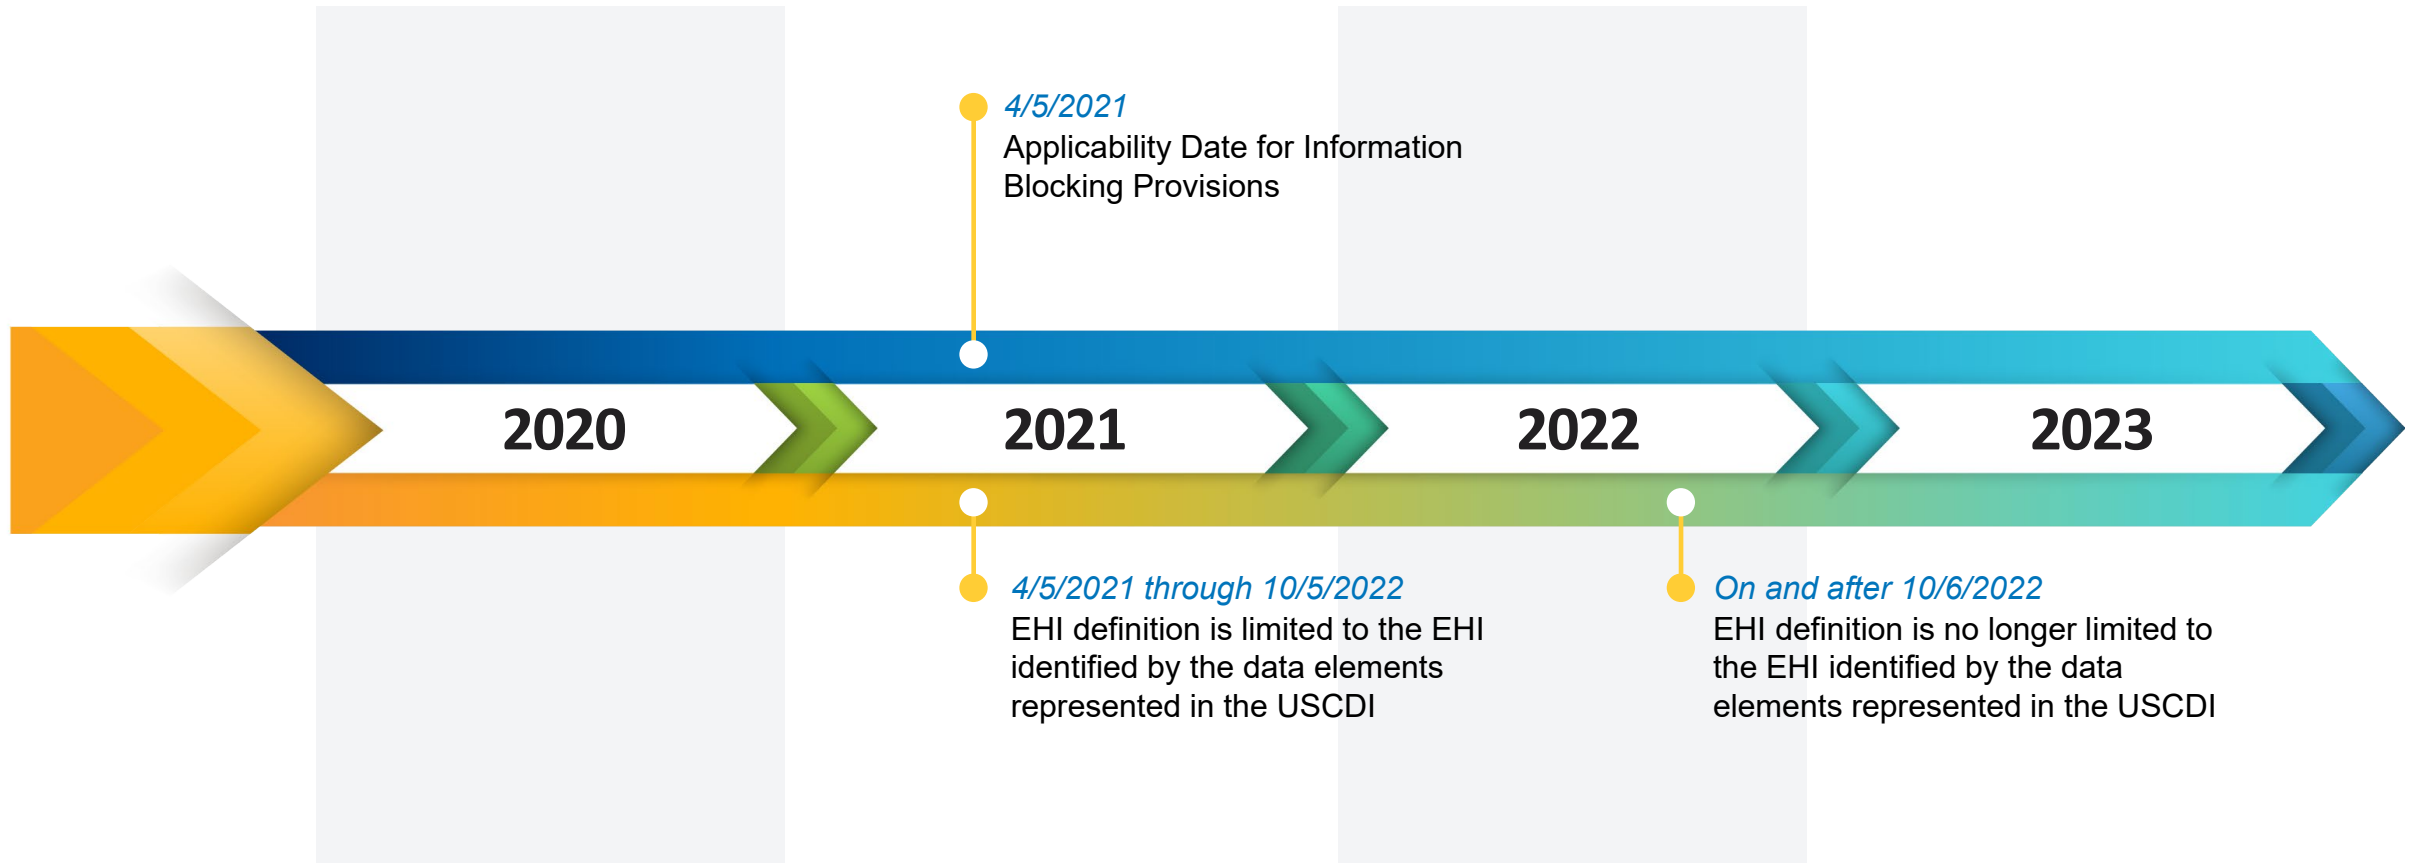 4/5/2021
Applicability Date for Information
Blocking Provisions
2020
2021
2022
2023
4/5/2021 through 10/5/2022
EHI definition is limited to the EHI
identified by the data elements
represented in the USCDI
On and after 10/6/2022
EHI definition is no longer limited to
the EHI identified by the data
elements represented in the USCDI